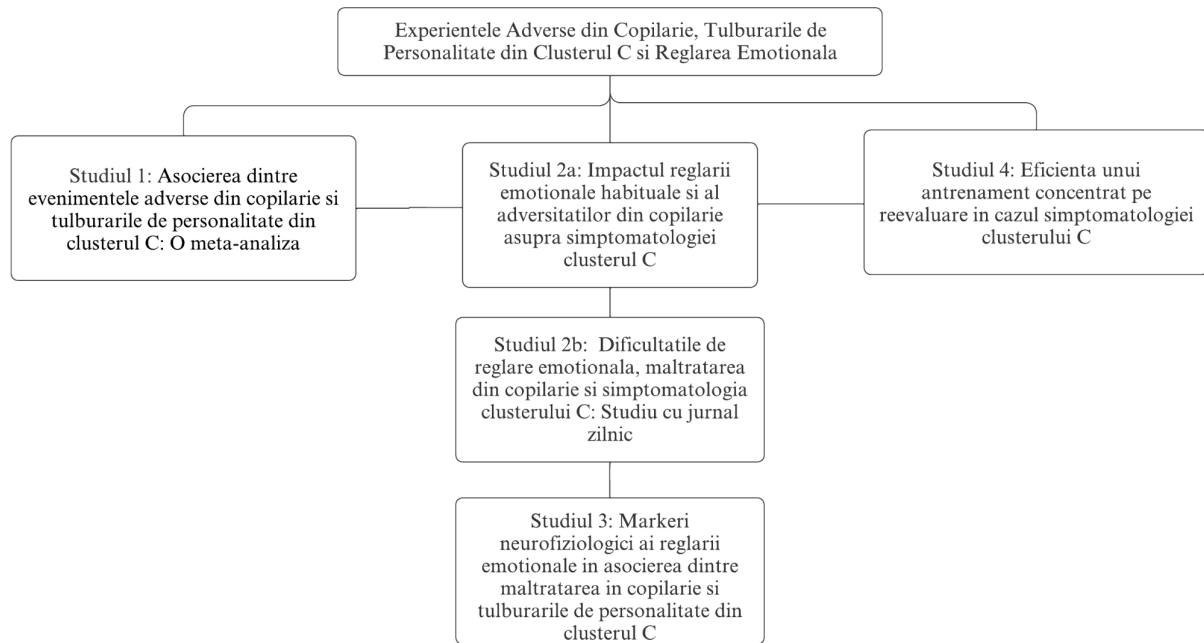 Experientele Adverse din Copilarie, Tulburarile de
Personalitate din Clusterul C si Reglarea Emotionala
Studiul 1: Asocierea dintre
evenimentele adverse din copilarie si
tulburarile de personalitate din
clusterul C: O meta-analiza
Studiul 2a: Impactul reglarii
emotionale habituale si al
adversitatilor din copilarie
asupra simptomatologiei
clusterul C
Studiul 4: Eficienta unui
antrenament concentrat pe
reevaluare in cazul simptomatologiei
clusterului C
Studiul 2b: Dificultatile de
reglare emotionala, maltratarea
din copilarie si simptomatologia
clusterului C: Studiu cu jurnal
zilnic
Studiul 3: Markeri
neurofiziologici ai reglarii
emotionale in asocierea dintre
maltratarea in copilarie si
tulburarile de personalitate din
clusterul C